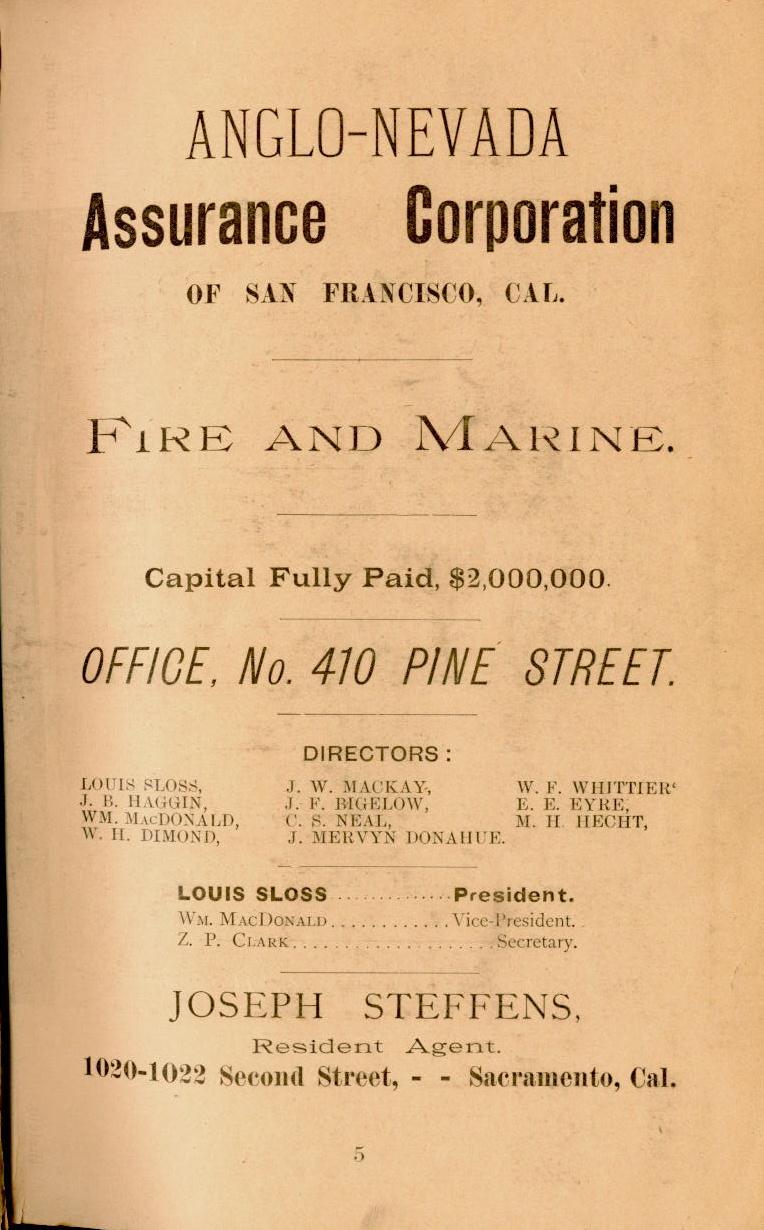 ANGLO-NEVADA
Assurance Corporation
OF SAN FRANCISCO, CAL.
FIRE AND MARINE.
Capital Fully Paid, $2,000,000.
OFFICE, No. 410 PINE STREET.
DIRECTORS:
LOUIS SLOSS, J. W. MACKAY, W. F. WHITTIER‘
J. B. HAGGIN, J. F. BIGELOW, E. E. EYRE,
WM. MACDONALD, C. S. NEAL, M. H. HECHT,
W. H. DIMOND, J. MERVYN DONAHUE.
LOUIS SLOSS .............President.
WM. MACDONALD............Vice-President.
Z. P. CLARK....................Secretary.
JOSEPH STEFFENS,
Resident Agent.
1020-1022 Second Street, - - Sacramento, Cal.
5